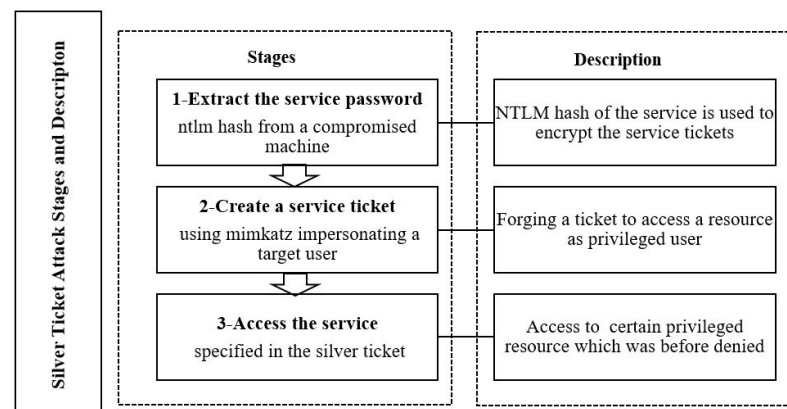 Silver Ticket Attack Stages and Descripton
Stages
1-Extract the service password
ntlm hash from a compromised
machine
2-Create a service ticket
using mimkatz impersonating a
target user
3-Access the service
specified in the silver ticket
Description
NTLM hash of the service is used to
encrypt the service tickets
Forging a ticket to access a resource
as privileged user
Access to  certain privileged
resource which was before denied